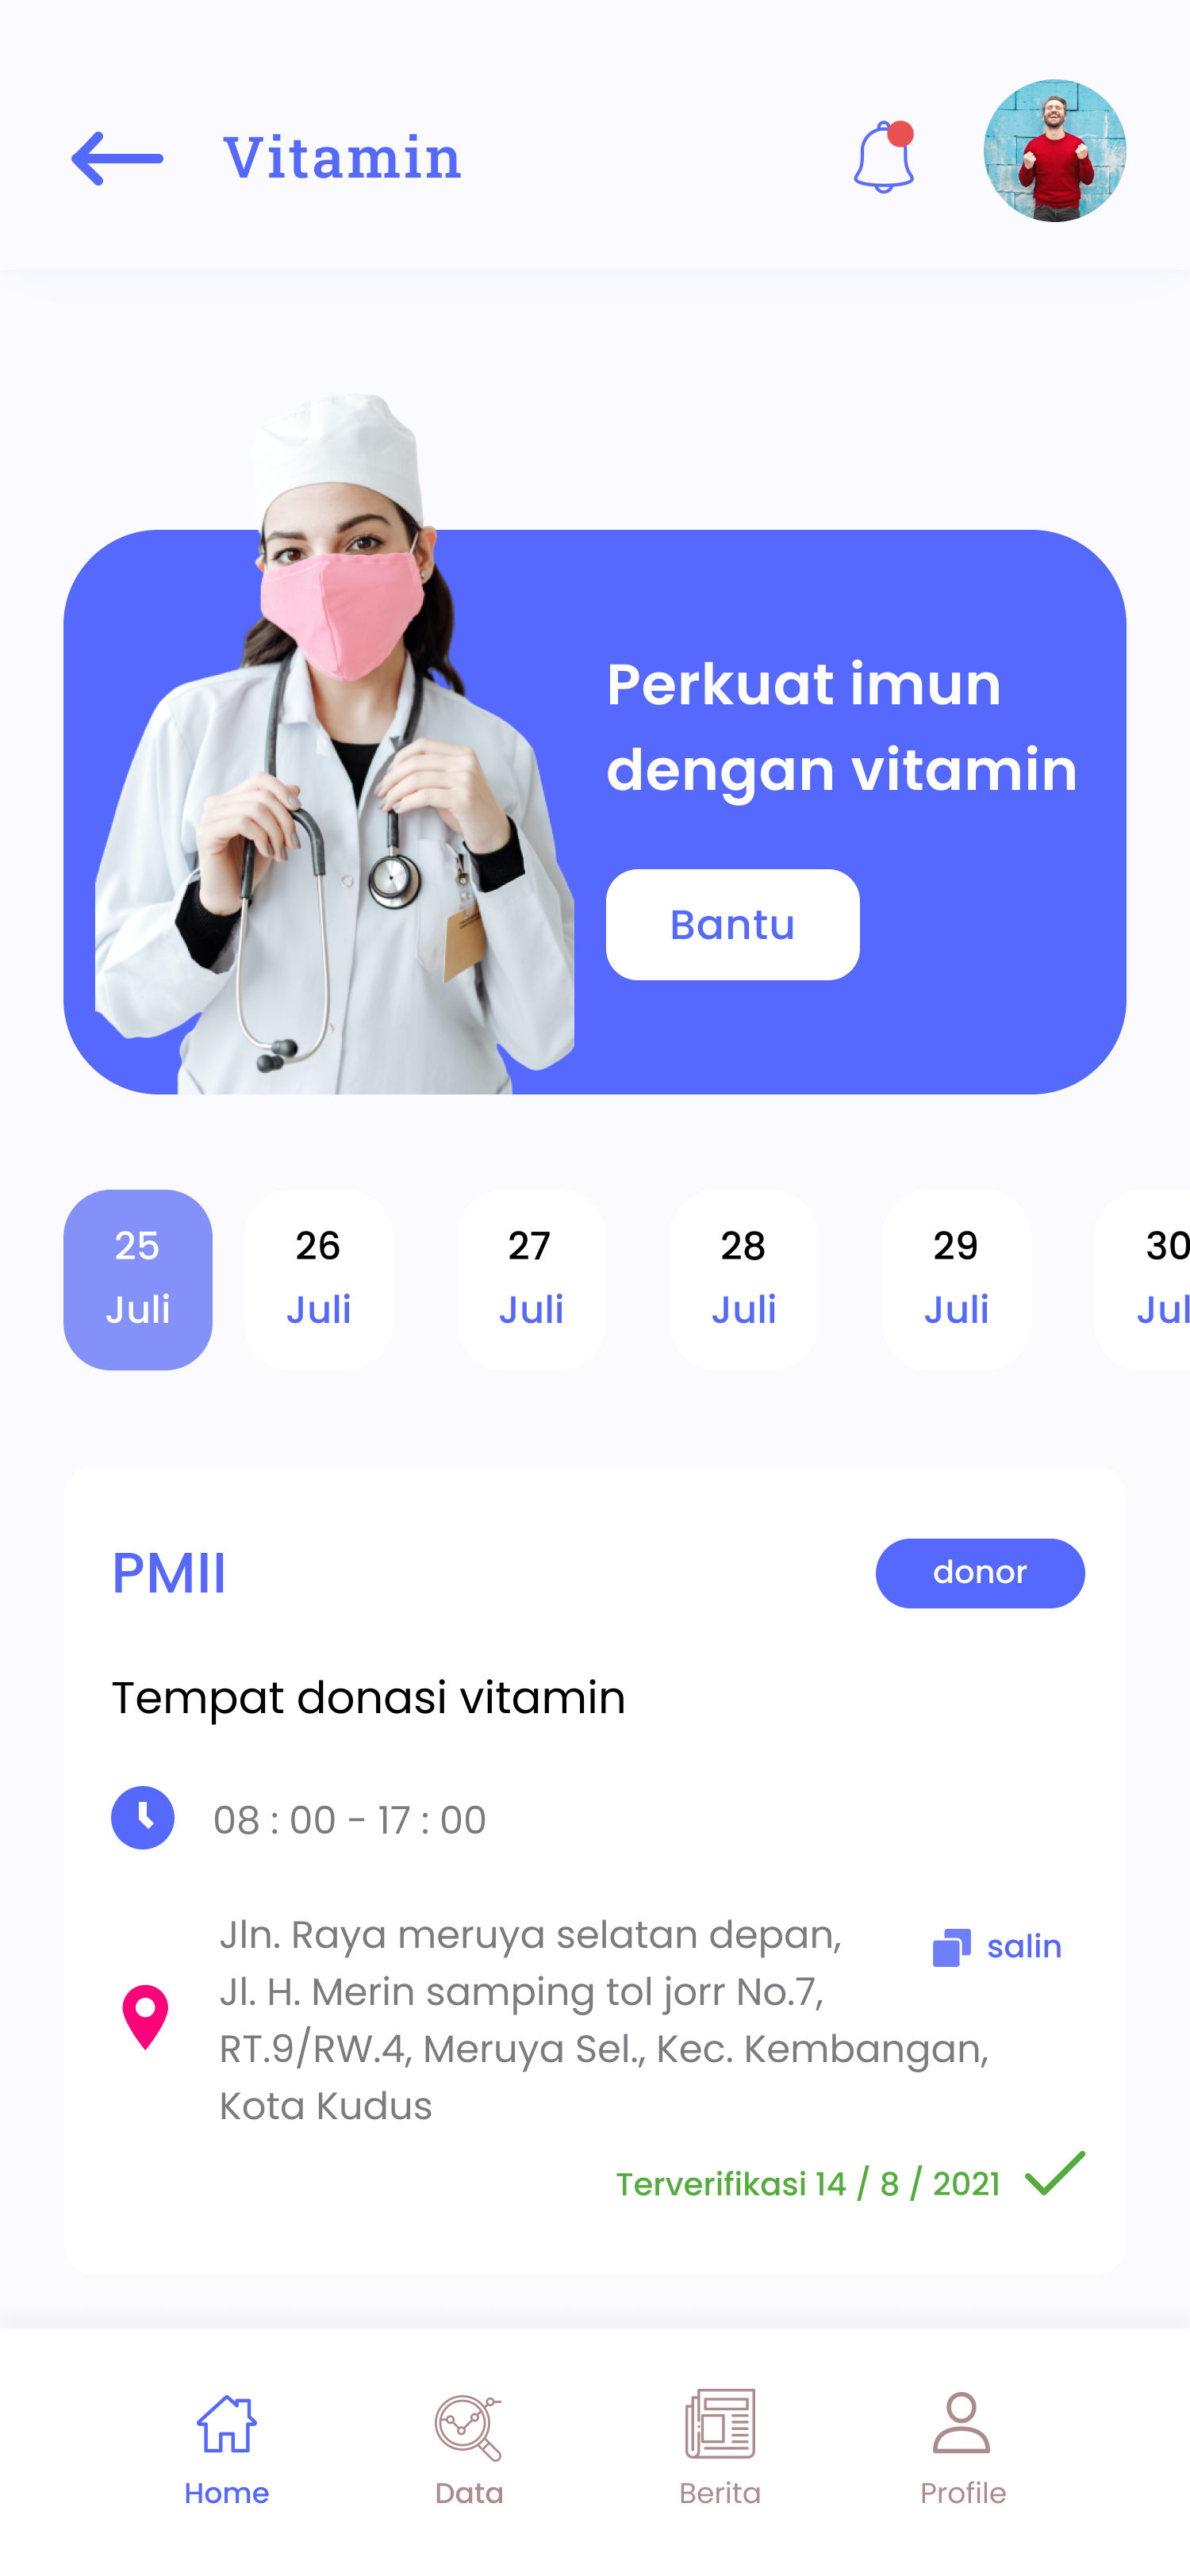 Vitamin
Perkuat imun
dengan vitamin
Bantu
25 26 27 28 29 30
Juli Juli Juli Juli Juli Jul
PMII
donor
Tempat donasi vitamin
08 : 00 - 17 : 00
Jln. Raya meruya selatan depan,
salin
Jl. H. Merin samping tol jorr No.7,
RT.9/RW.4, Meruya Sel., Kec. Kembangan,
Kota Kudus
Terverifikasi 14 / 8 / 2021
Home Data Berita Profile